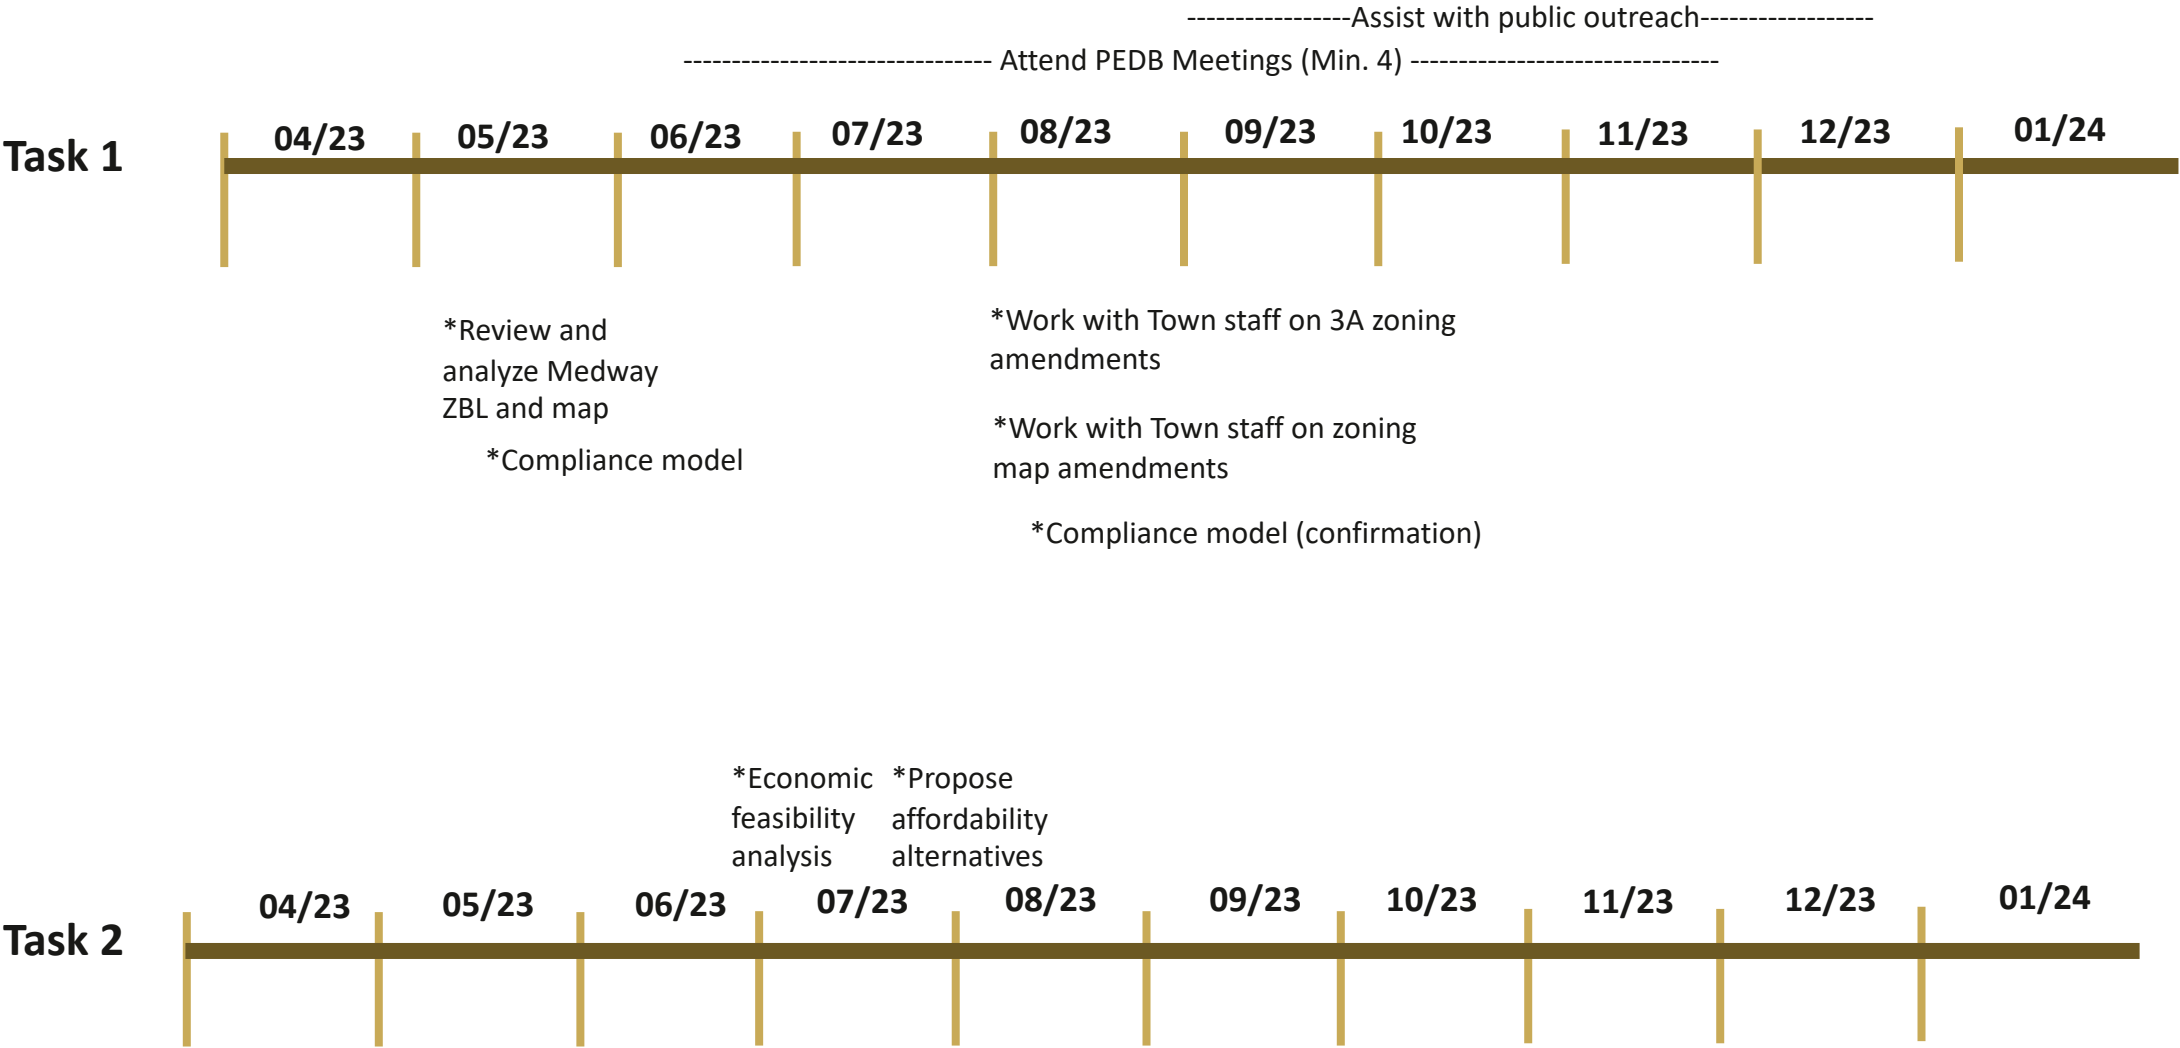 -----------------Assist with public outreach------------------
-------------------------------- Attend PEDB Meetings (Min. 4) --------------------------------
Task 1
04/23 05/23 06/23 07/23 08/23 09/23 10/23 11/23 12/23 01/24
*Review and
analyze Medway
ZBL and map
*Compliance model
*Work with Town staff on 3A zoning
amendments
*Work with Town staff on zoning
map amendments
*Compliance model (confirmation)
*Economic
feasibility
analysis
*Propose
affordability
alternatives
Task 2
04/23 05/23 06/23 07/23 08/23 09/23 10/23 11/23 12/23 01/24